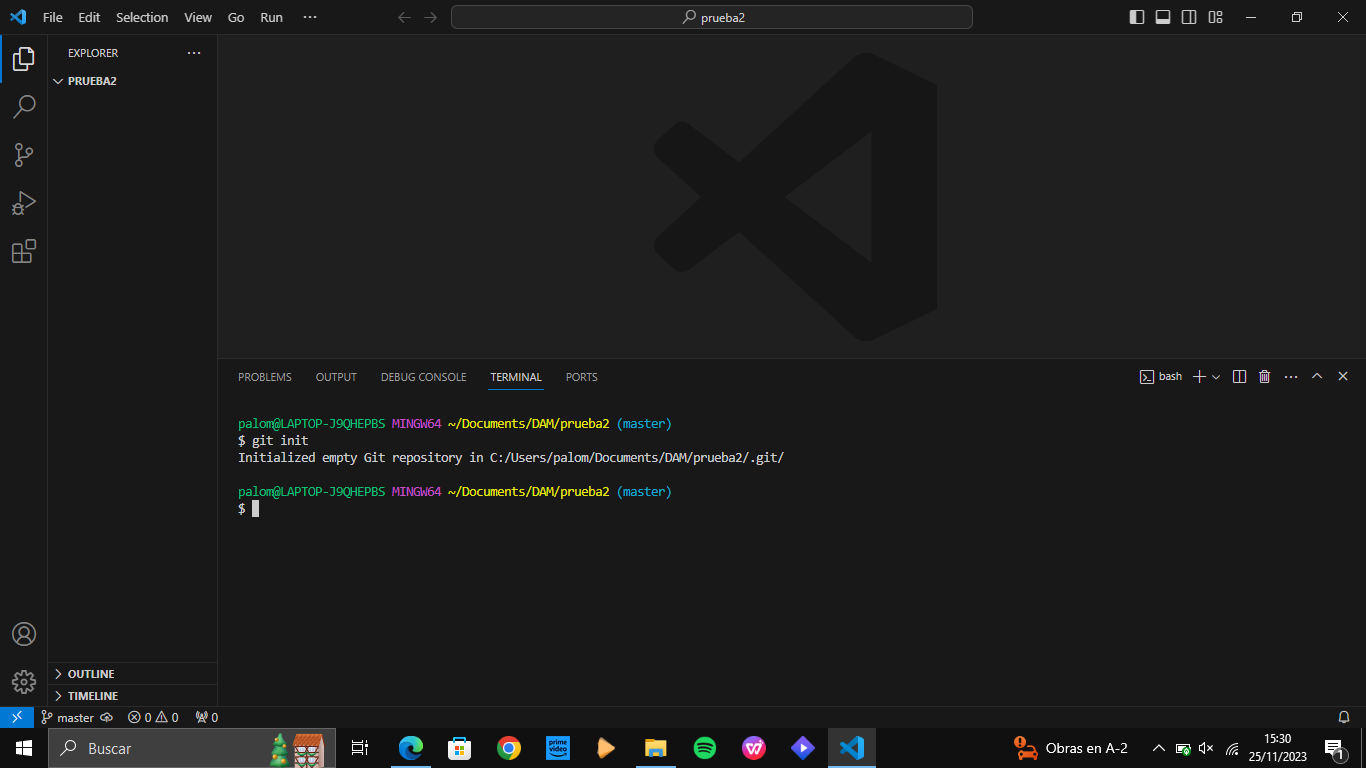 File Edit Selection View Go Run ···
prueba2
EXPLORER
PRUEBA2
PROBLEMS OUTPUT DEBUG CONSOLE TERMINAL PORTS
bash
palom@LAPTOP-J9QHEPBS MINGW64 ~/Documents/DAM/prueba2 (master)
$ git init
Initialized empty Git repository in C:/Users/palom/Documents/DAM/prueba2/.git/
palom@LAPTOP-J9QHEPBS MINGW64 ~/Documents/DAM/prueba2 (master)
$
OUTLINE
TIMELINE
master 0 0 0
Buscar
prime video
Obras en A-2
15:30
25/11/2023
1